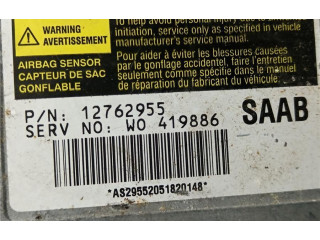 To help avoid personal injury due to
initiation, service only as specified in vehicle
manufacturer's service manual.
WARNING
AVERTISSEMENT
AIRBAG SENSOR
CAPTEUR DE SAC
GONFLABLE
Pour aider à éviter les blessures causées
par le gonflage accidentel, faire l'entretien
seulement comme spécifié dans le manuel
de réparation du fabricant du véhicule.
P/N: 12762955
SERV NO: WO 419886
SAAB
*AS29552051820148*